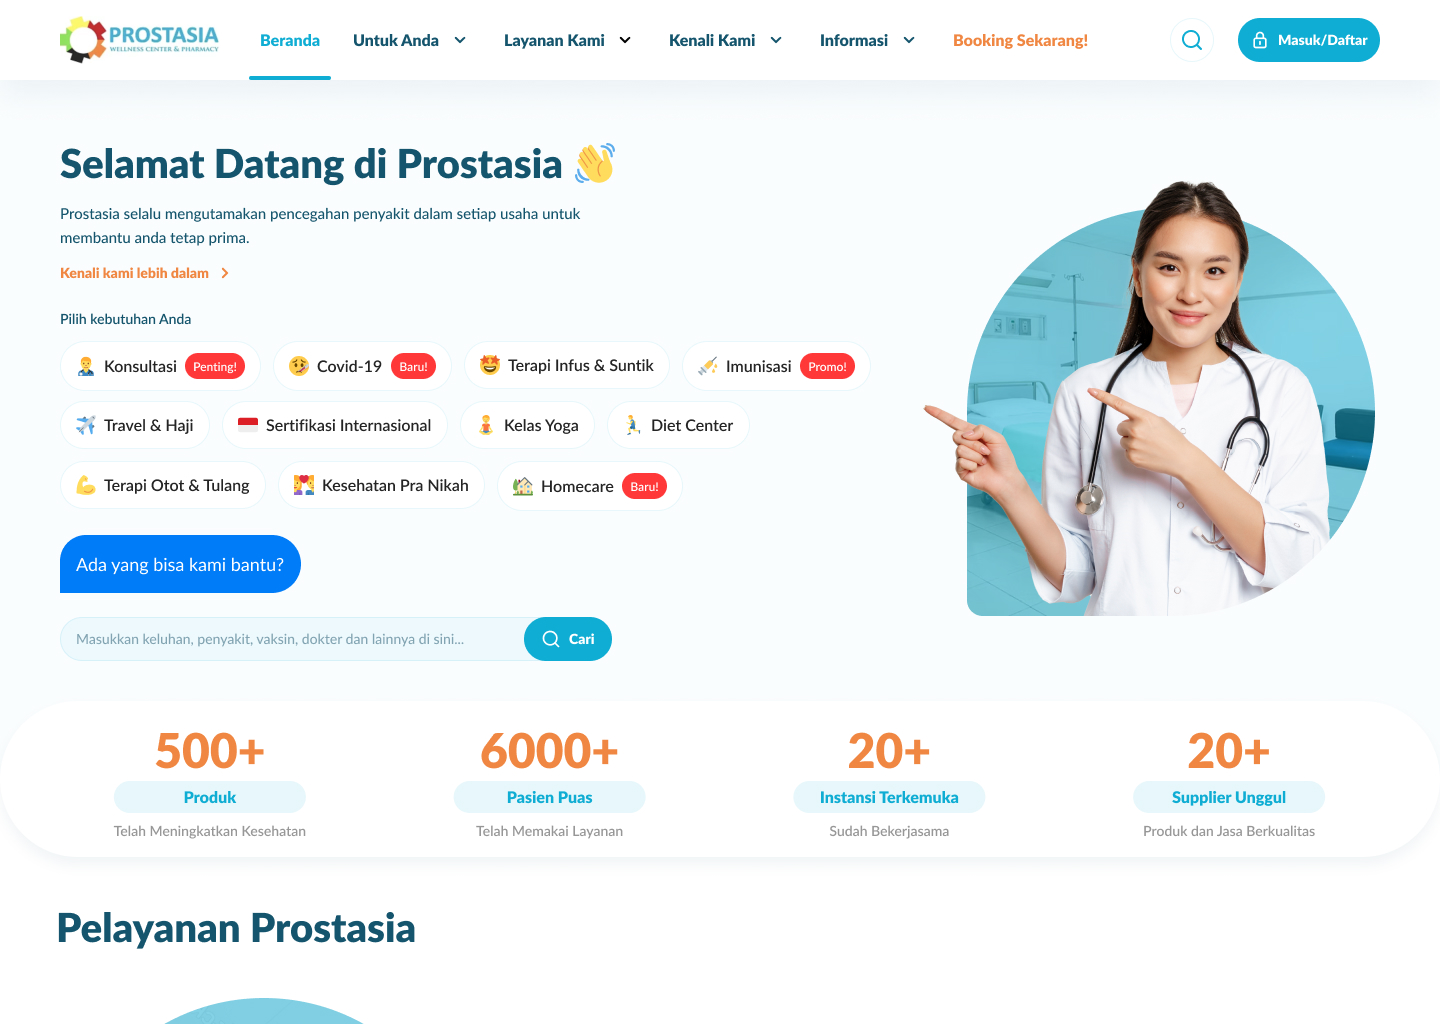 PROSTASIA
WELLNESS CENTER & PHARMACY
Beranda
Untuk Anda
Layanan Kami
Kenali Kami
Informasi
Booking Sekarang!
Masuk/Daftar
Selamat Datang di Prostasia
Prostasia selalu mengutamakan pencegahan penyakit dalam setiap usaha untuk
membantu anda tetap prima.
Kenali kami lebih dalam
Pilih kebutuhan Anda
Konsultasi Penting!
Covid-19 Baru!
Terapi Infus & Suntik
Imunisasi Promo!
Travel & Haji
Sertifikasi Internasional
Kelas Yoga
Diet Center
Terapi Otot & Tulang
Kesehatan Pra Nikah
Homecare Baru!
Ada yang bisa kami bantu?
Masukkan keluhan, penyakit, vaksin, dokter dan lainnya di sini...
Cari
500+
Produk
Telah Meningkatkan Kesehatan
6000+
Pasien Puas
Telah Memakai Layanan
20+
Instansi Terkemuka
Sudah Bekerjasama
20+
Supplier Unggul
Produk dan Jasa Berkualitas
Pelayanan Prostasia